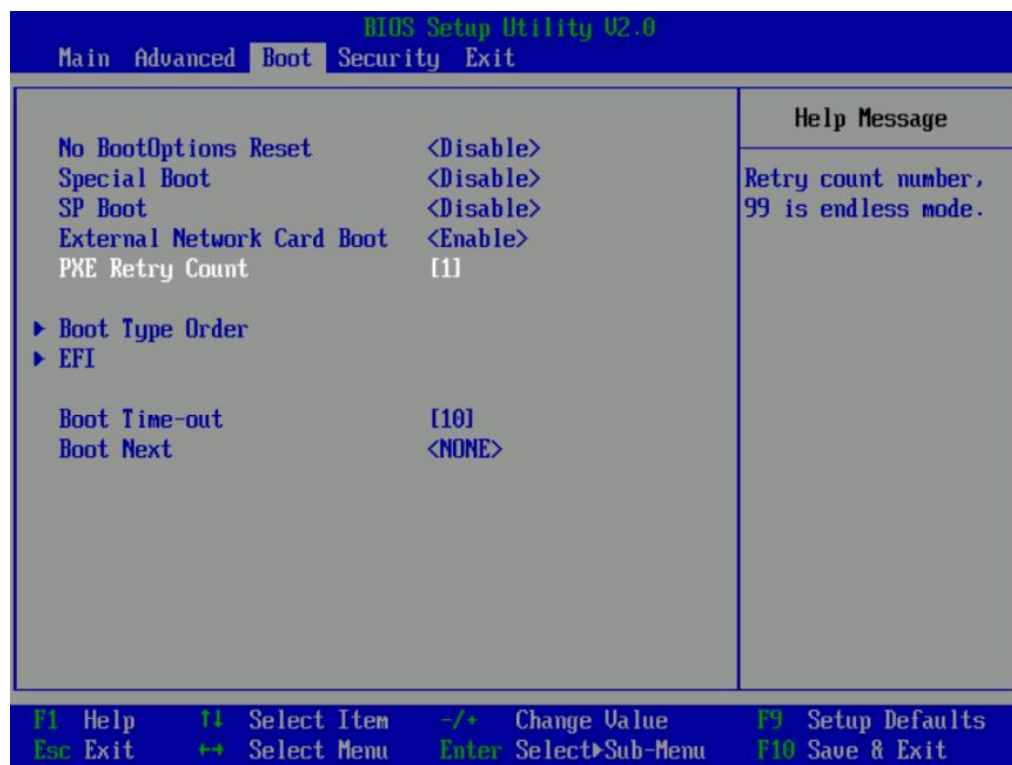 BIOS Setup Utility V2.0
Main Advanced Boot Security Exit
No BootOptions Reset <Disable>
Special Boot <Disable>
SP Boot <Disable>
External Network Card Boot <Enable>
PXE Retry Count [1]
▶ Boot Type Order
▶ EFI
Boot Time-out [10]
Boot Next <NONE>
Help Message
Retry count number,
99 is endless mode.
F1 Help ↑↓ Select Item -/+ Change Value F9 Setup Defaults
Esc Exit ↔ Select Menu Enter Select▶Sub-Menu F10 Save & Exit